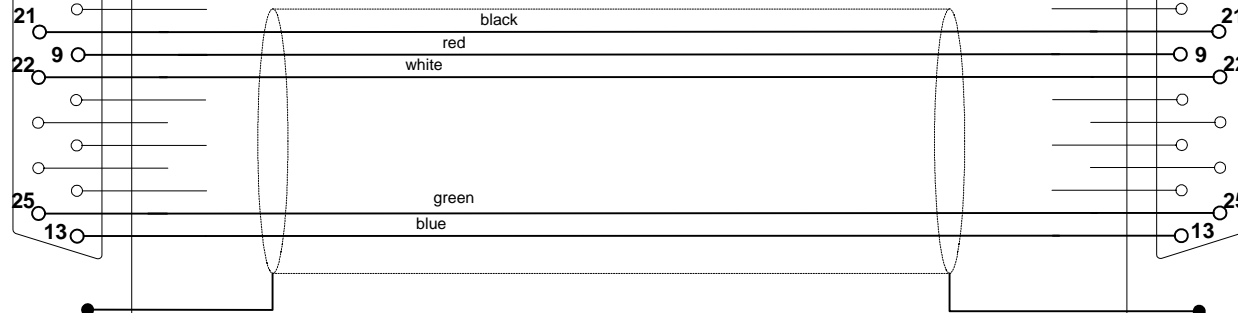 21 black 21
9 red 9
22 white 22
25 green 25
13 blue 13